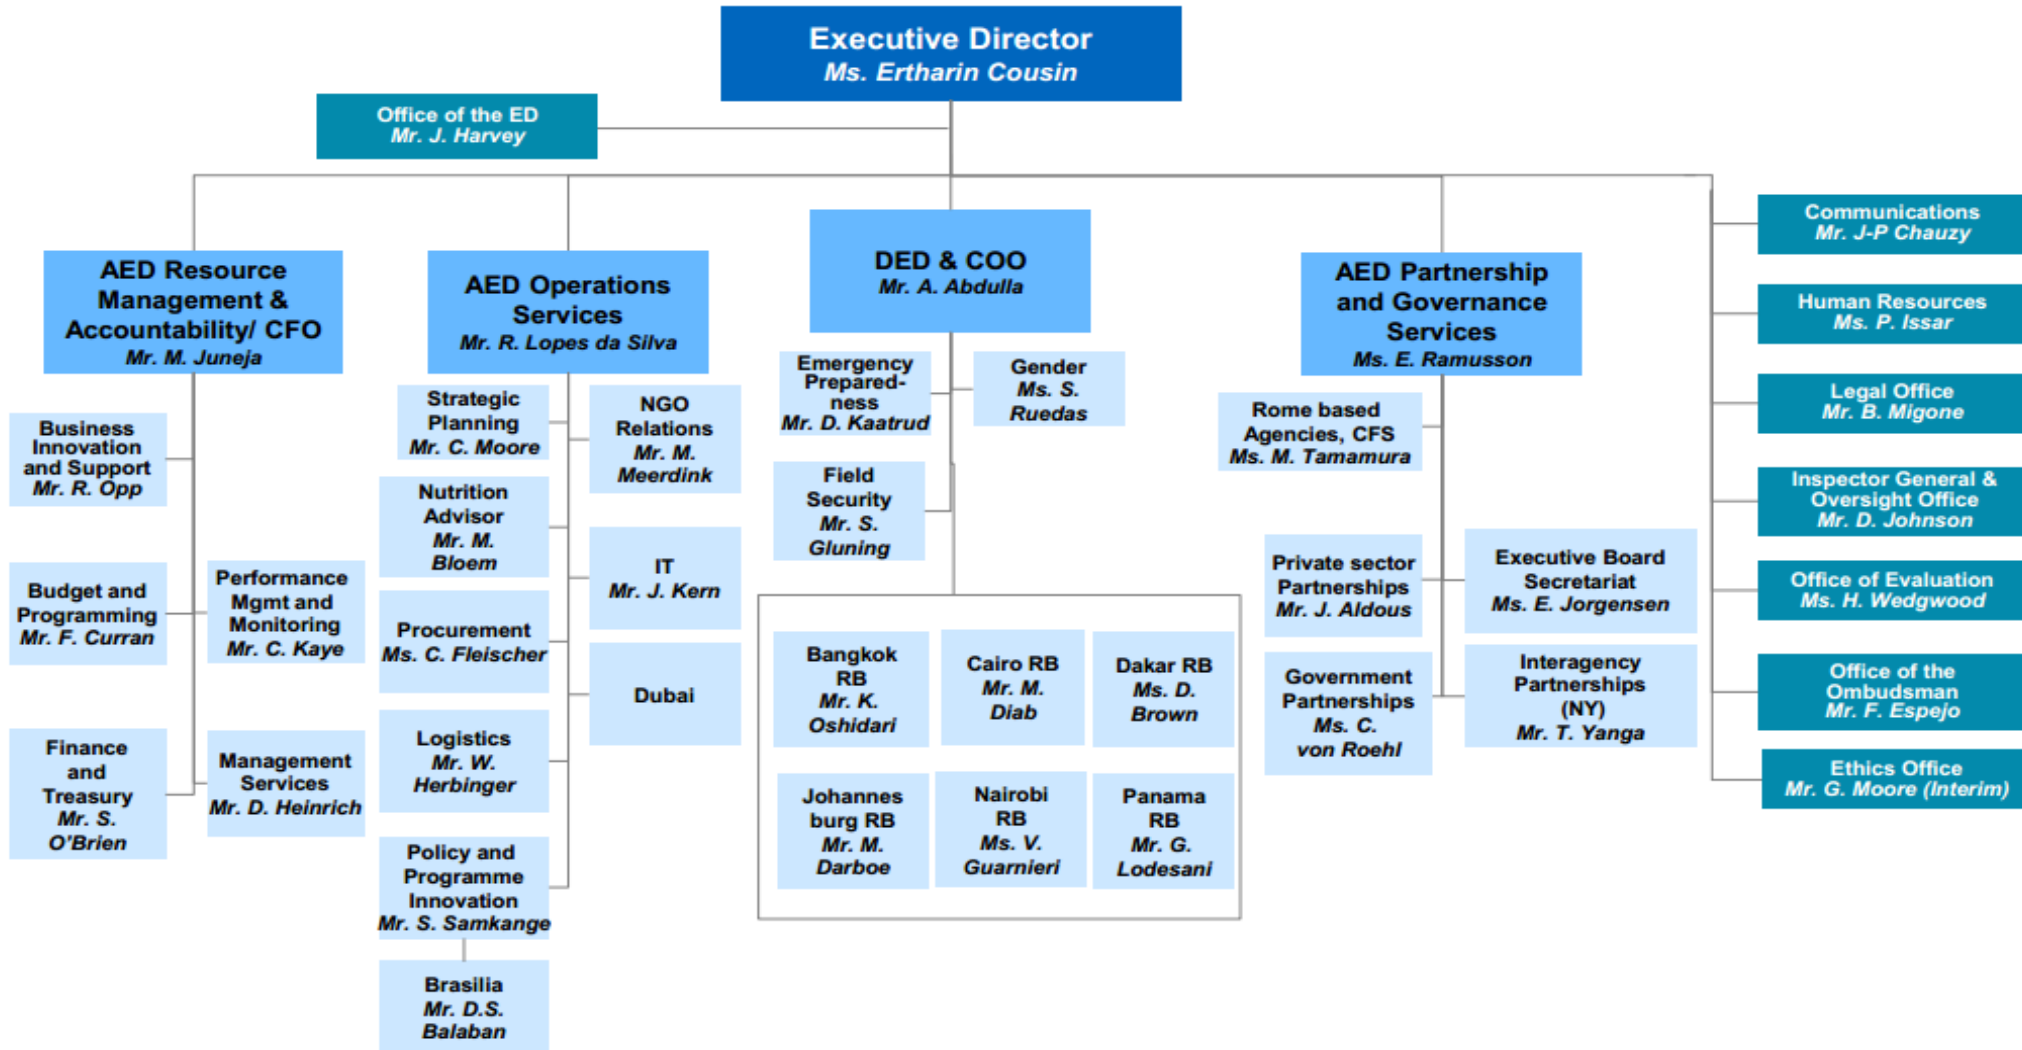 Executive Director
Ms. Ertharin Cousin
Office of the ED
Mr. J. Harvey
AED Resource
Management &
Accountability/ CFO
Mr. M. Juneja
Business
Innovation
and Support
Mr. R. Opp
Budget and
Programming
Mr. F. Curran
Performance
Mgmt and
Monitoring
Mr. C. Kaye
Finance
and
Treasury
Mr. S.
O'Brien
Management
Services
Mr. D. Heinrich
AED Operations
Services
Mr. R. Lopes da Silva
Strategic
Planning
Mr. C. Moore
NGO
Relations
Mr. M.
Meerdink
Nutrition
Advisor
Mr. M.
Bloem
IT
Mr. J. Kern
Procurement
Ms. C. Fleischer
Dubai
Logistics
Mr. W.
Herbinger
Policy and
Programme
Innovation
Mr. S. Samkange
Brasilia
Mr. D.S.
Balaban
DED & COO
Mr. A. Abdulla
Emergency
Prepared-
ness
Mr. D. Kaatrud
Gender
Ms. S.
Ruedas
Field
Security
Mr. S.
Gluning
Bangkok
RB
Mr. K.
Oshidari
Cairo RB
Mr. M.
Diab
Dakar RB
Ms. D.
Brown
Johannes
burg RB
Mr. M.
Darboe
Nairobi
RB
Ms. V.
Guarnieri
Panama
RB
Mr. G.
Lodesani
AED Partnership
and Governance
Services
Ms. E. Ramusson
Rome based
Agencies, CFS
Ms. M. Tamamura
Private sector
Partnerships
Mr. J. Aldous
Executive Board
Secretariat
Ms. E. Jorgensen
Government
Partnerships
Ms. C.
von Roehl
Interagency
Partnerships
(NY)
Mr. T. Yanga
Communications
Mr. J-P Chauzy
Human Resources
Ms. P. Issar
Legal Office
Mr. B. Migone
Inspector General &
Oversight Office
Mr. D. Johnson
Office of Evaluation
Ms. H. Wedgwood
Office of the
Ombudsman
Mr. F. Espejo
Ethics Office
Mr. G. Moore (Interim)